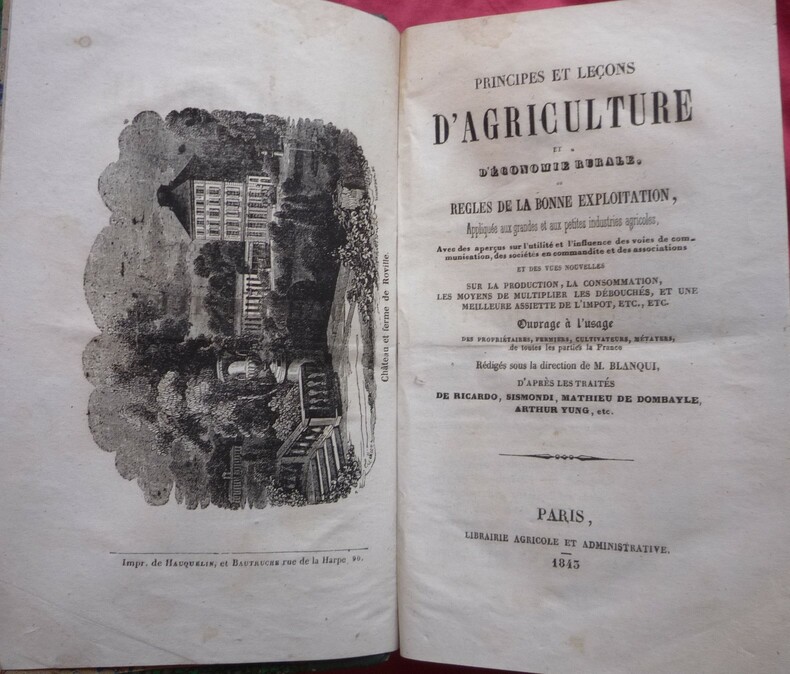 Château et ferme de Roville.
Impr. de HAUQUELIN, et BAUTRUCHE, rue de la Harpe 90.
PRINCIPES ET LEÇONS
D'AGRICULTURE
ET
D'ÉCONOMIE RURALE,
OU
REGLES DE LA BONNE EXPLOITATION,
Appliqués aux grandes et aux petites industries agricoles,
Avec des aperçus sur l'utilité et l'influence des voies de com-
munisation, des sociétés en commandite et des associations
ET DES VUES NOUVELLES
SUR LA PRODUCTION, LA CONSOMMATION,
LES MOYENS DE MULTIPLIER LES DÉBOUCHÉS, ET UNE
MEILLEURE ASSIETTE DE L'IMPOT, ETC., ETC.
Ouvrage à l'usage
DES PROPRIÉTAIRES, FERMIERS, CULTIVATEURS, MÉTAYERS,
de toutes les parties la France
Rédigés sous la direction de M. BLANQUI,
D'APRÈS LES TRAITÉS
DE RICARDO, SISMONDI, MATHIEU DE DOMBAYLE,
ARTHUR YUNG, etc.
PARIS,
LIBRAIRIE AGRICOLE ET ADMINISTRATIVE.
1843